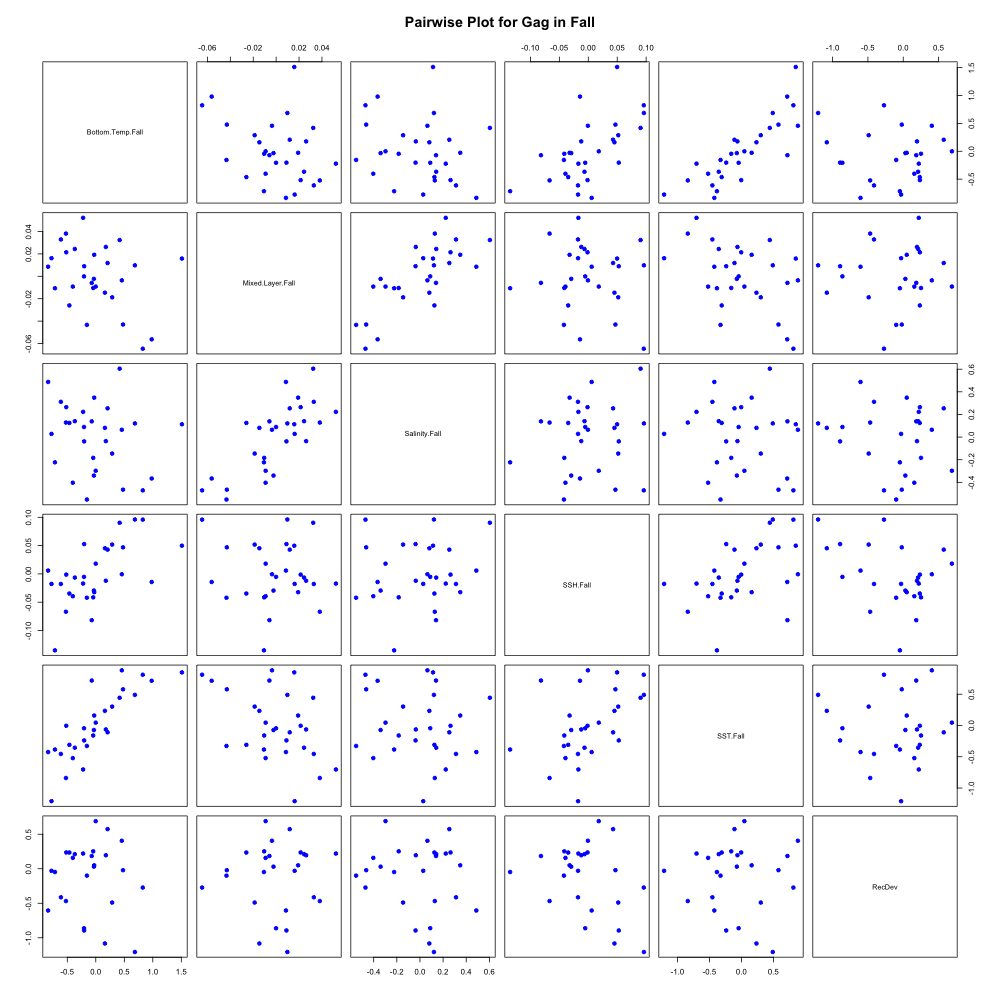 Pairwise Plot for Gag in Fall
-0.06 -0.02 0.02 0.04 -0.10 -0.05 0.00 0.05 0.10 -1.0 0.0 0.5
Bottom.Temp.Fall
-0.5 0.0 0.5 1.0 1.5
Mixed.Layer.Fall
-0.06 -0.02 0.02 0.04
Salinity.Fall
-0.4 -0.2 0.0 0.2 0.4 0.6
SSH.Fall
-0.10 -0.05 0.00 0.05 0.10
SST.Fall
-1.0 -0.5 0.0 0.5
RecDev
-1.0 -0.5 0.0 0.5
-0.5 0.0 0.5 1.0 1.5 -0.4 -0.2 0.0 0.2 0.4 0.6 -1.0 -0.5 0.0 0.5